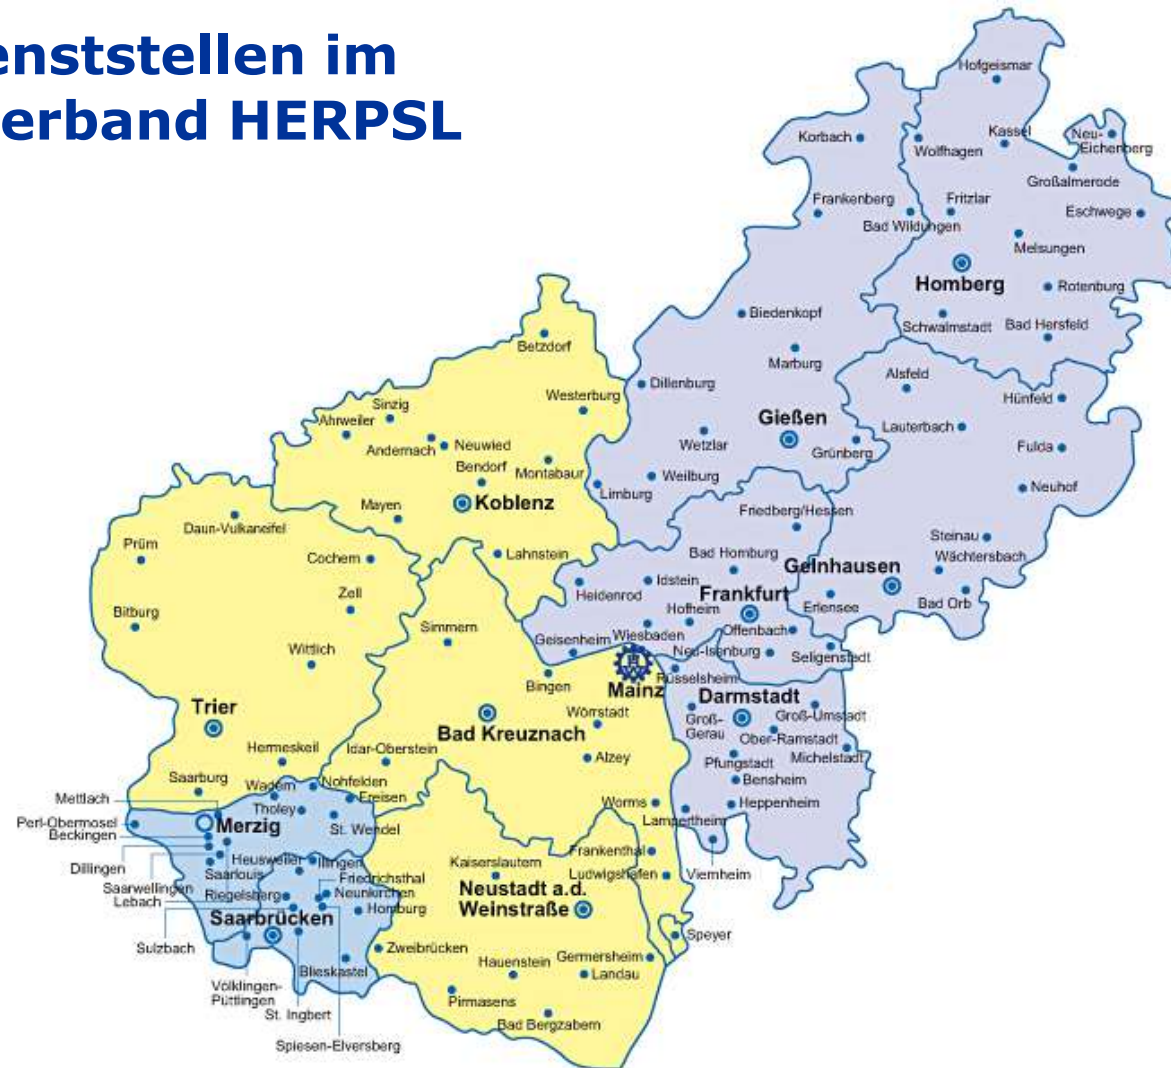 enststellen im
erband HERPSL
Hofgeismar
Korbach
Wolfhagen
Kassel
Neu-
Eichenberg
Großalmerode
Frankenberg
Bad Wildungen
Fritzlar
Eschwege
Melsungen
Homberg
Rotenburg
Biedenkopf
Schwalmstadt
Bad Hersfeld
Betzdorf
Marburg
Alsfeld
Dillenburg
Hünfeld
Westerburg
Sinzig
Ahrweiler
Gießen
Lauterbach
Andernach
Neuwied
Wetzlar
Grünberg
Fulda
Bendorf
Montabaur
Weilburg
Limburg
Neuhof
Mayen
Koblenz
Friedberg/Hessen
Daun-Vulkaneifel
Prüm
Steinau
Cochem
Lahnstein
Bad Homburg
Wächtersbach
Gelnhausen
Idstein
Heidenrod
Frankfurt
Zell
Hofheim
Erlensee
Bad Orb
Bitburg
Simmern
Geisenheim
Wiesbaden
Offenbach
Wittlich
Neu-Isenburg
Seligenstadt
Bingen
Mainz
Rüsselsheim
Darmstadt
Trier
Wörrstadt
Groß-
Gerau
Groß-Umstadt
Bad Kreuznach
Ober-Ramstadt
Hermeskeil
Idar-Oberstein
Alzey
Pfungstadt
Michelstadt
Saarburg
Wadern
Nohfelden
Bensheim
Mettlach
Freisen
Tholey
Worms
Heppenheim
Perl-Obermosel
Merzig
St. Wendel
Lampertheim
Beckingen
Frankenthal
Dillingen
Saarlouis
Heusweiler
Illingen
Kaiserslautern
Ludwigshafen
Viernheim
Saarwellingen
Friedrichsthal
Lebach
Riegelsberg
Neunkirchen
Neustadt a.d.
Weinstraße
Homburg
Saarbrücken
Sulzbach
Speyer
Zweibrücken
Hauenstein
Germersheim
Blieskastel
Landau
Völklingen-
Püttlingen
Pirmasens
St. Ingbert
Bad Bergzabern
Spiesen-Elversberg